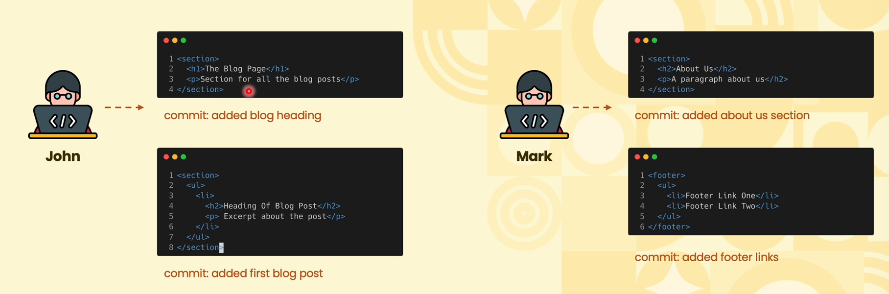 1 <section>
2   <h1>The Blog Page</h1>
3   <p>Section for all the blog posts</p>
4 </section>
commit: added blog heading
</>
John
1 <section>
2   <ul>
3     <li>
4       <h2>Heading Of Blog Post</h2>
5       <p> Excerpt about the post</p>
6     </li>
7   </ul>
8 </section>
commit: added first blog post
1 <section>
2   <h2>About Us</h2>
3   <p>A paragraph about us</p>
4 </section>
commit: added about us section
</>
Mark
1 <footer>
2   <ul>
3     <li>Footer Link One</li>
4     <li>Footer Link Two</li>
5   </ul>
6 </footer>
commit: added footer links